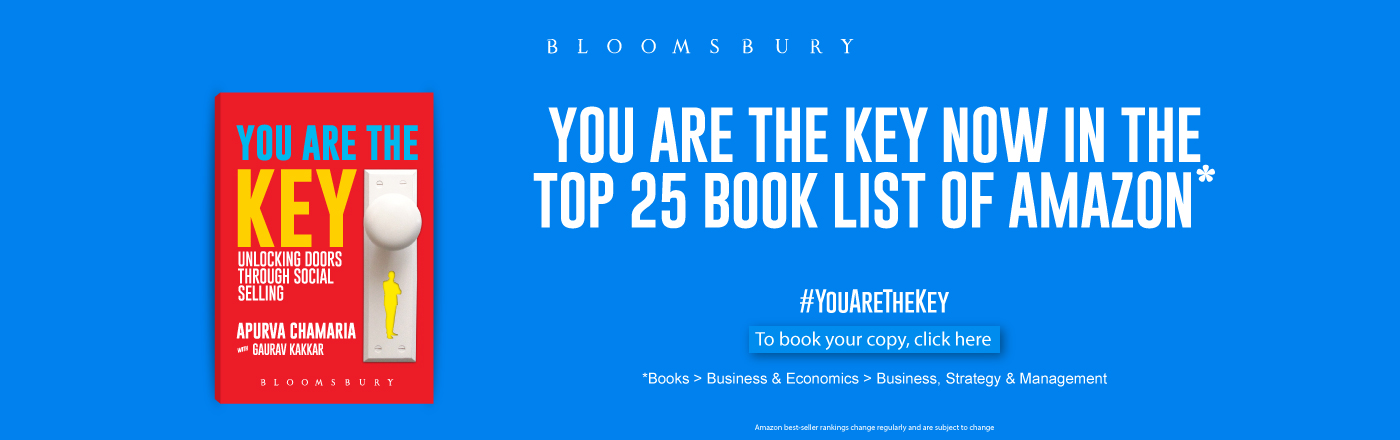 BLOOMSBURY
YOU ARE THE
KEY
UNLOCKING DOORS
THROUGH SOCIAL
SELLING
APURVA CHAMARIA
WITH GAURAV KAKKAR
BLOOMSBURY
YOU ARE THE KEY NOW IN THE
TOP 25 BOOK LIST OF AMAZON*
#YOUARETHEKEY
To book your copy, click here
*Books > Business & Economics > Business, Strategy & Management
Amazon best-seller rankings change regularly and are subject to change